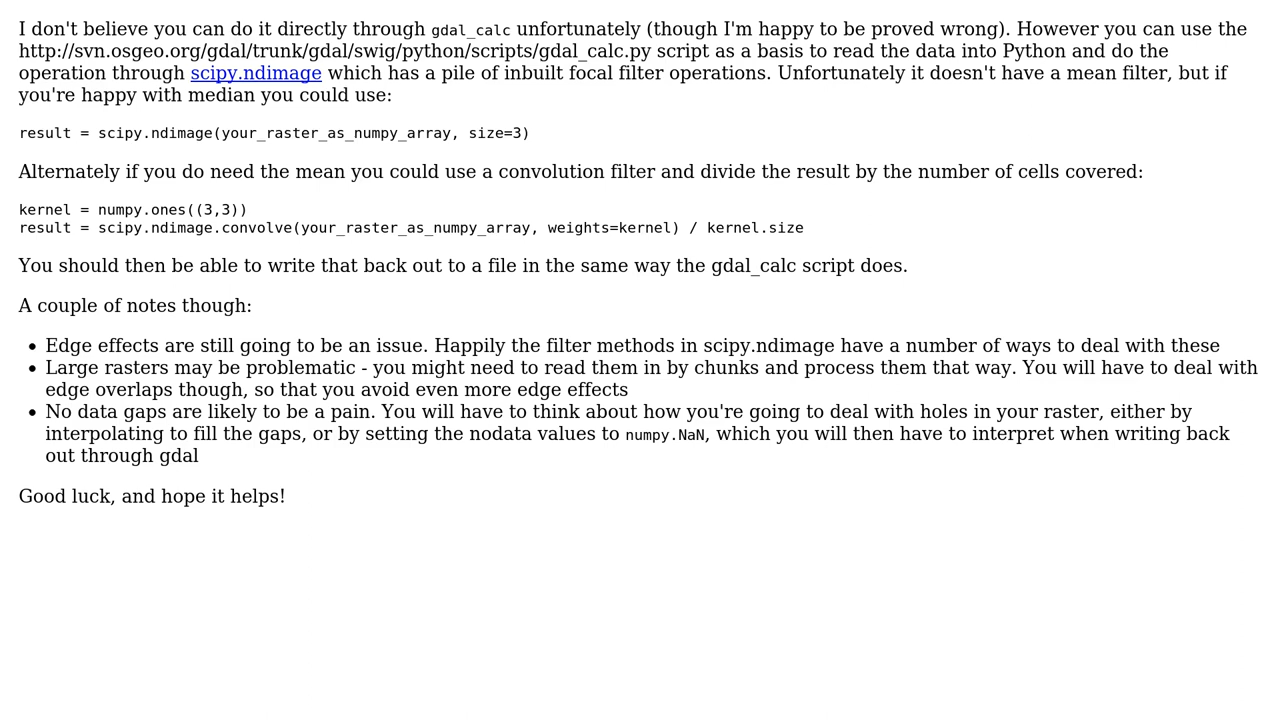 I don't believe you can do it directly through gdal_calc unfortunately (though I'm happy to be proved wrong). However you can use the
http://svn.osgeo.org/gdal/trunk/gdal/swig/python/scripts/gdal_calc.py script as a basis to read the data into Python and do the
operation through scipy.ndimage which has a pile of inbuilt focal filter operations. Unfortunately it doesn't have a mean filter, but if
you're happy with median you could use:
result = scipy.ndimage(your_raster_as_numpy_array, size=3)
Alternately if you do need the mean you could use a convolution filter and divide the result by the number of cells covered:
kernel = numpy.ones((3,3))
result = scipy.ndimage.convolve(your_raster_as_numpy_array, weights=kernel) / kernel.size
You should then be able to write that back out to a file in the same way the gdal_calc script does.
A couple of notes though:
• Edge effects are still going to be an issue. Happily the filter methods in scipy.ndimage have a number of ways to deal with these
• Large rasters may be problematic - you might need to read them in by chunks and process them that way. You will have to deal with
edge overlaps though, so that you avoid even more edge effects
• No data gaps are likely to be a pain. You will have to think about how you're going to deal with holes in your raster, either by
interpolating to fill the gaps, or by setting the nodata values to numpy.NaN, which you will then have to interpret when writing back
out through gdal
Good luck, and hope it helps!